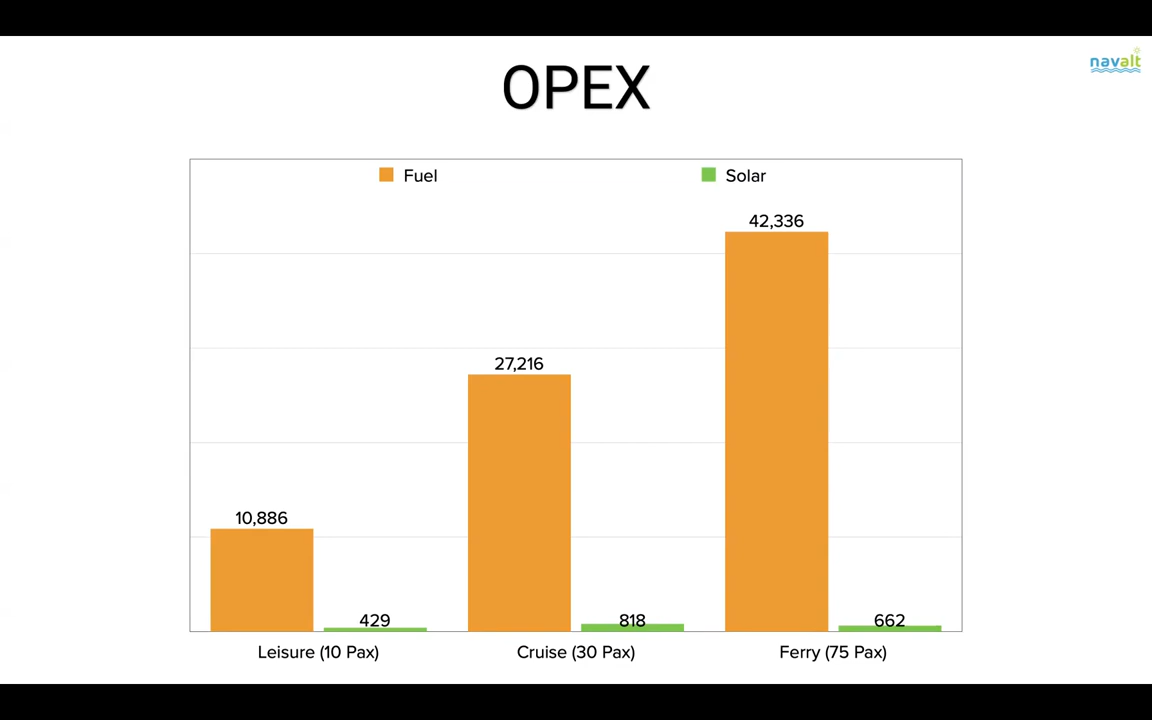 OPEX
navalt
Fuel
Solar
42,336
27,216
10,886
429
818
662
Leisure (10 Pax)
Cruise (30 Pax)
Ferry (75 Pax)